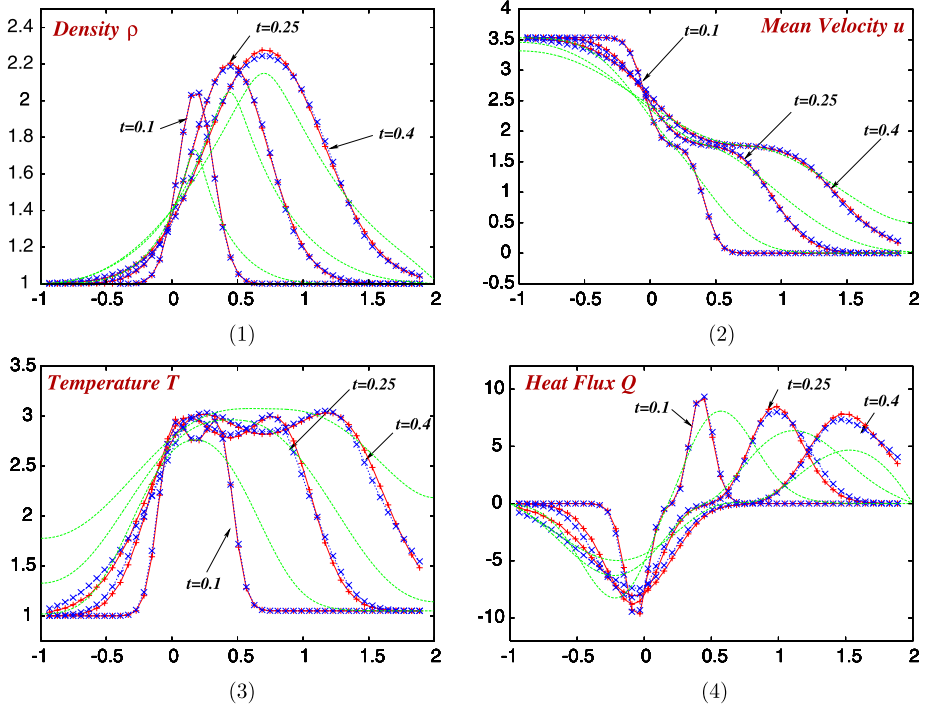 Density ρ
t=0.25
t=0.1
t=0.4
2.4
2.2
2
1.8
1.6
1.4
1.2
1
-1 -0.5 0 0.5 1 1.5 2
(1)
Mean Velocity u
t=0.1
t=0.25
t=0.4
4
3.5
3
2.5
2
1.5
1
0.5
0
-0.5
-1 -0.5 0 0.5 1 1.5 2
(2)
Temperature T
t=0.25
t=0.4
t=0.1
3.5
3
2.5
2
1.5
1
-1 -0.5 0 0.5 1 1.5 2
(3)
Heat Flux Q
t=0.25
t=0.1
t=0.4
10
5
0
-5
-10
-1 -0.5 0 0.5 1 1.5 2
(4)